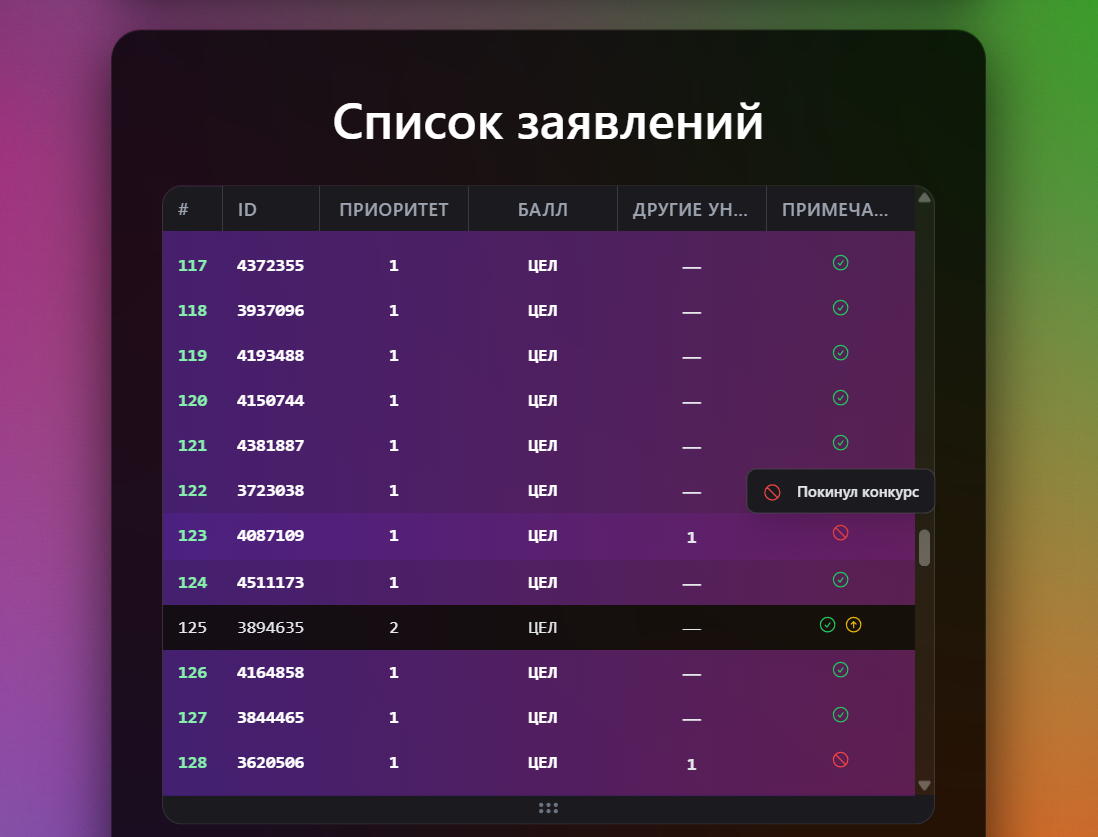 Список заявлений
# ID ПРИОРИТЕТ БАЛЛ ДРУГИЕ УН... ПРИМЕЧА...
117 4372355 1 ЦЕЛ —
118 3937096 1 ЦЕЛ —
119 4193488 1 ЦЕЛ —
120 4150744 1 ЦЕЛ —
121 4381887 1 ЦЕЛ —
122 3723038 1 ЦЕЛ — Покинул конкурс
123 4087109 1 ЦЕЛ 1
124 4511173 1 ЦЕЛ —
125 3894635 2 ЦЕЛ —
126 4164858 1 ЦЕЛ —
127 3844465 1 ЦЕЛ —
128 3620506 1 ЦЕЛ 1